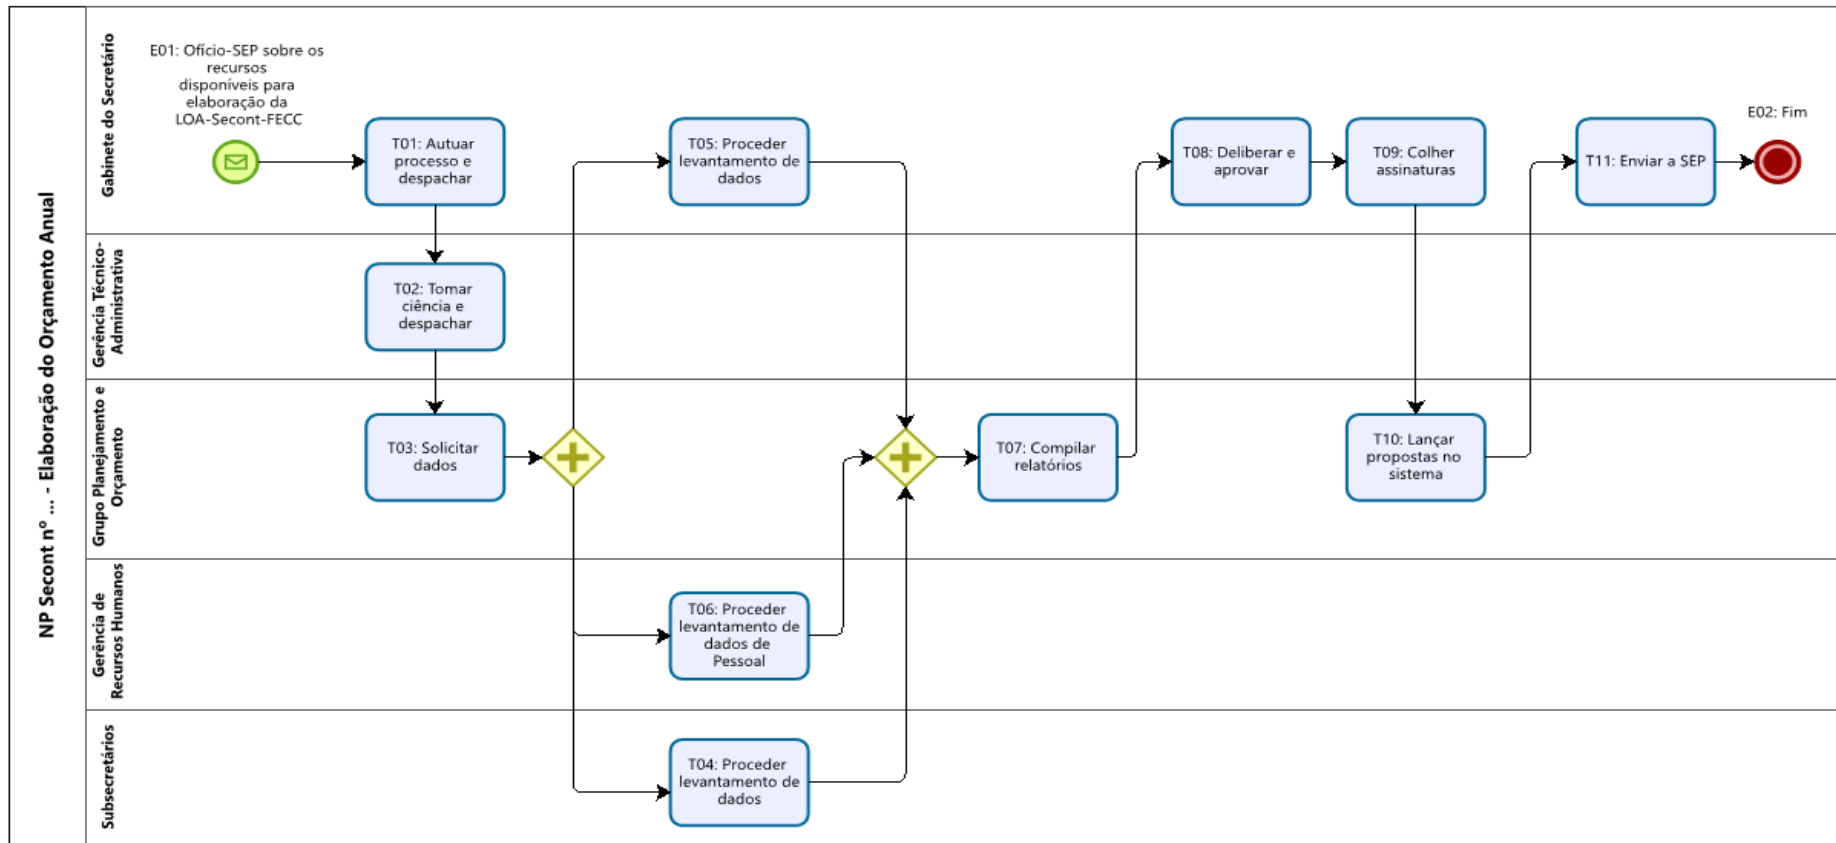 NP Secont nº ... - Elaboração do Orçamento Anual
Gabinete do Secretário
E01: Ofício-SEP sobre os
recursos
disponíveis para
elaboração da
LOA-Secont-FECC
T01: Autuar
processo e
despachar
T05: Proceder
levantamento de
dados
T08: Deliberar e
aprovar
T09: Colher
assinaturas
T11: Enviar a SEP
E02: Fim
Gerência Técnico-
Administrativa
T02: Tomar
ciência e
despachar
Grupo Planejamento e
Orçamento
T03: Solicitar
dados
T07: Compilar
relatórios
T10: Lançar
propostas no
sistema
Gerência de
Recursos Humanos
T06: Proceder
levantamento de
dados de
Pessoal
Subsecretários
T04: Proceder
levantamento de
dados